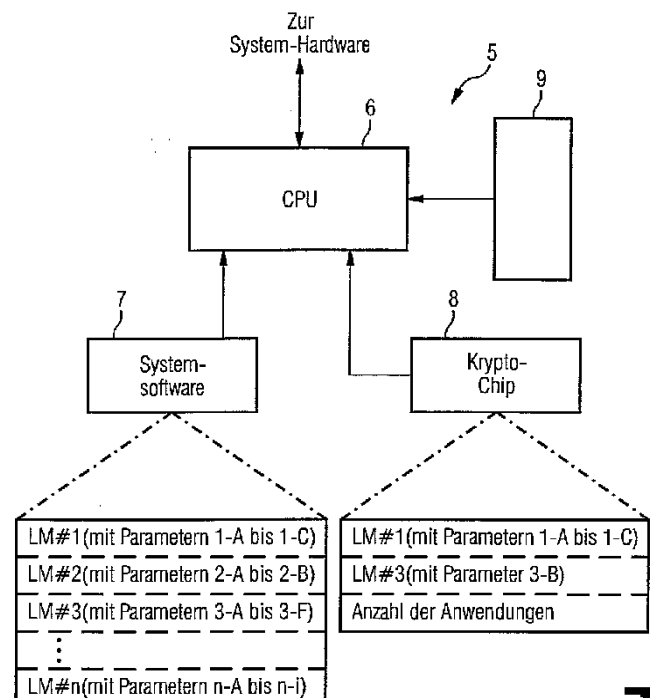 Zur
System-Hardware
5
9
6
CPU
7
8
System-
software
Krypto-
Chip
LM#1(mit Parametern 1-A bis 1-C)
LM#2(mit Parametern 2-A bis 2-B)
LM#3(mit Parametern 3-A bis 3-F)
LM#n(mit Parametern n-A bis n-i)
LM#1(mit Parametern 1-A bis 1-C)
LM#3(mit Parameter 3-B)
Anzahl der Anwendungen